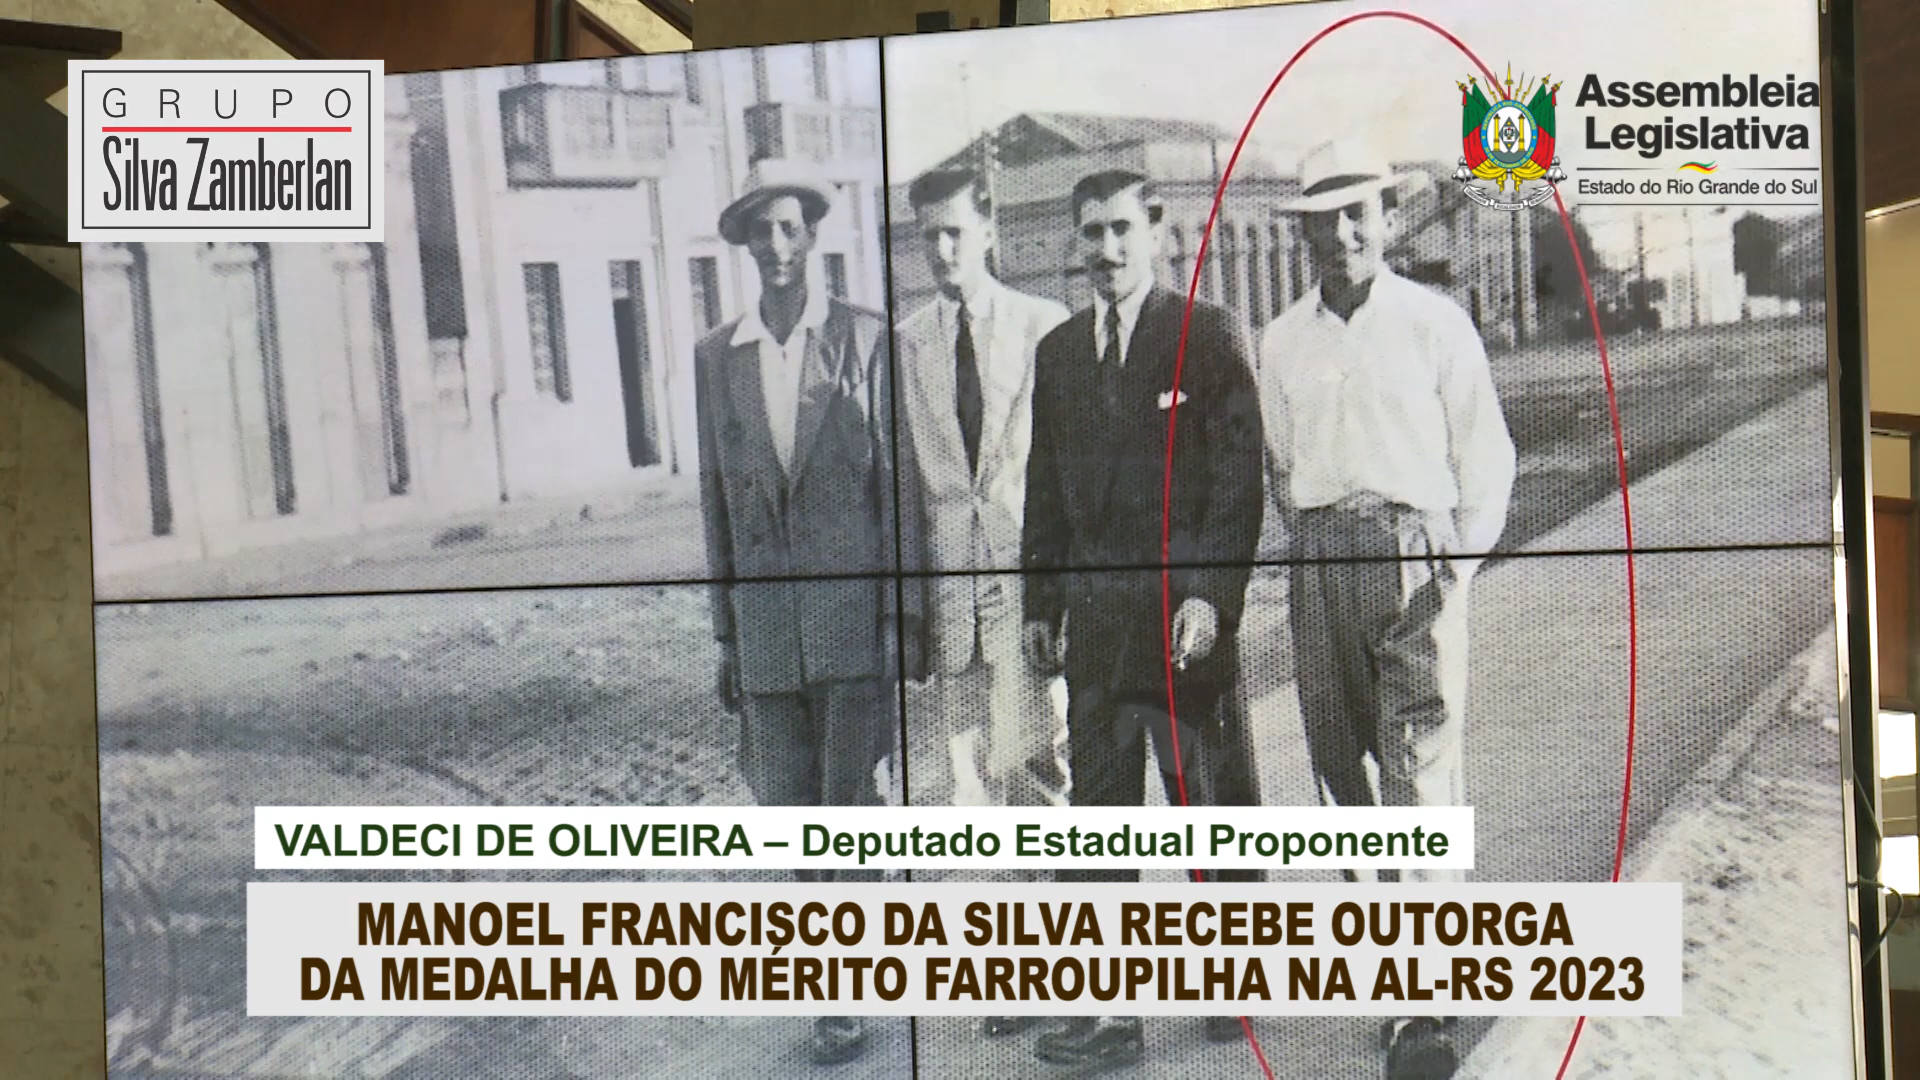 GRUPO
Silva Zamberlan
Assembleia
Legislativa
Estado do Rio Grande do Sul
VALDECI DE OLIVEIRA – Deputado Estadual Proponente
MANOEL FRANCISCO DA SILVA RECEBE OUTORGA
DA MEDALHA DO MÉRITO FARROUPILHA NA AL-RS 2023